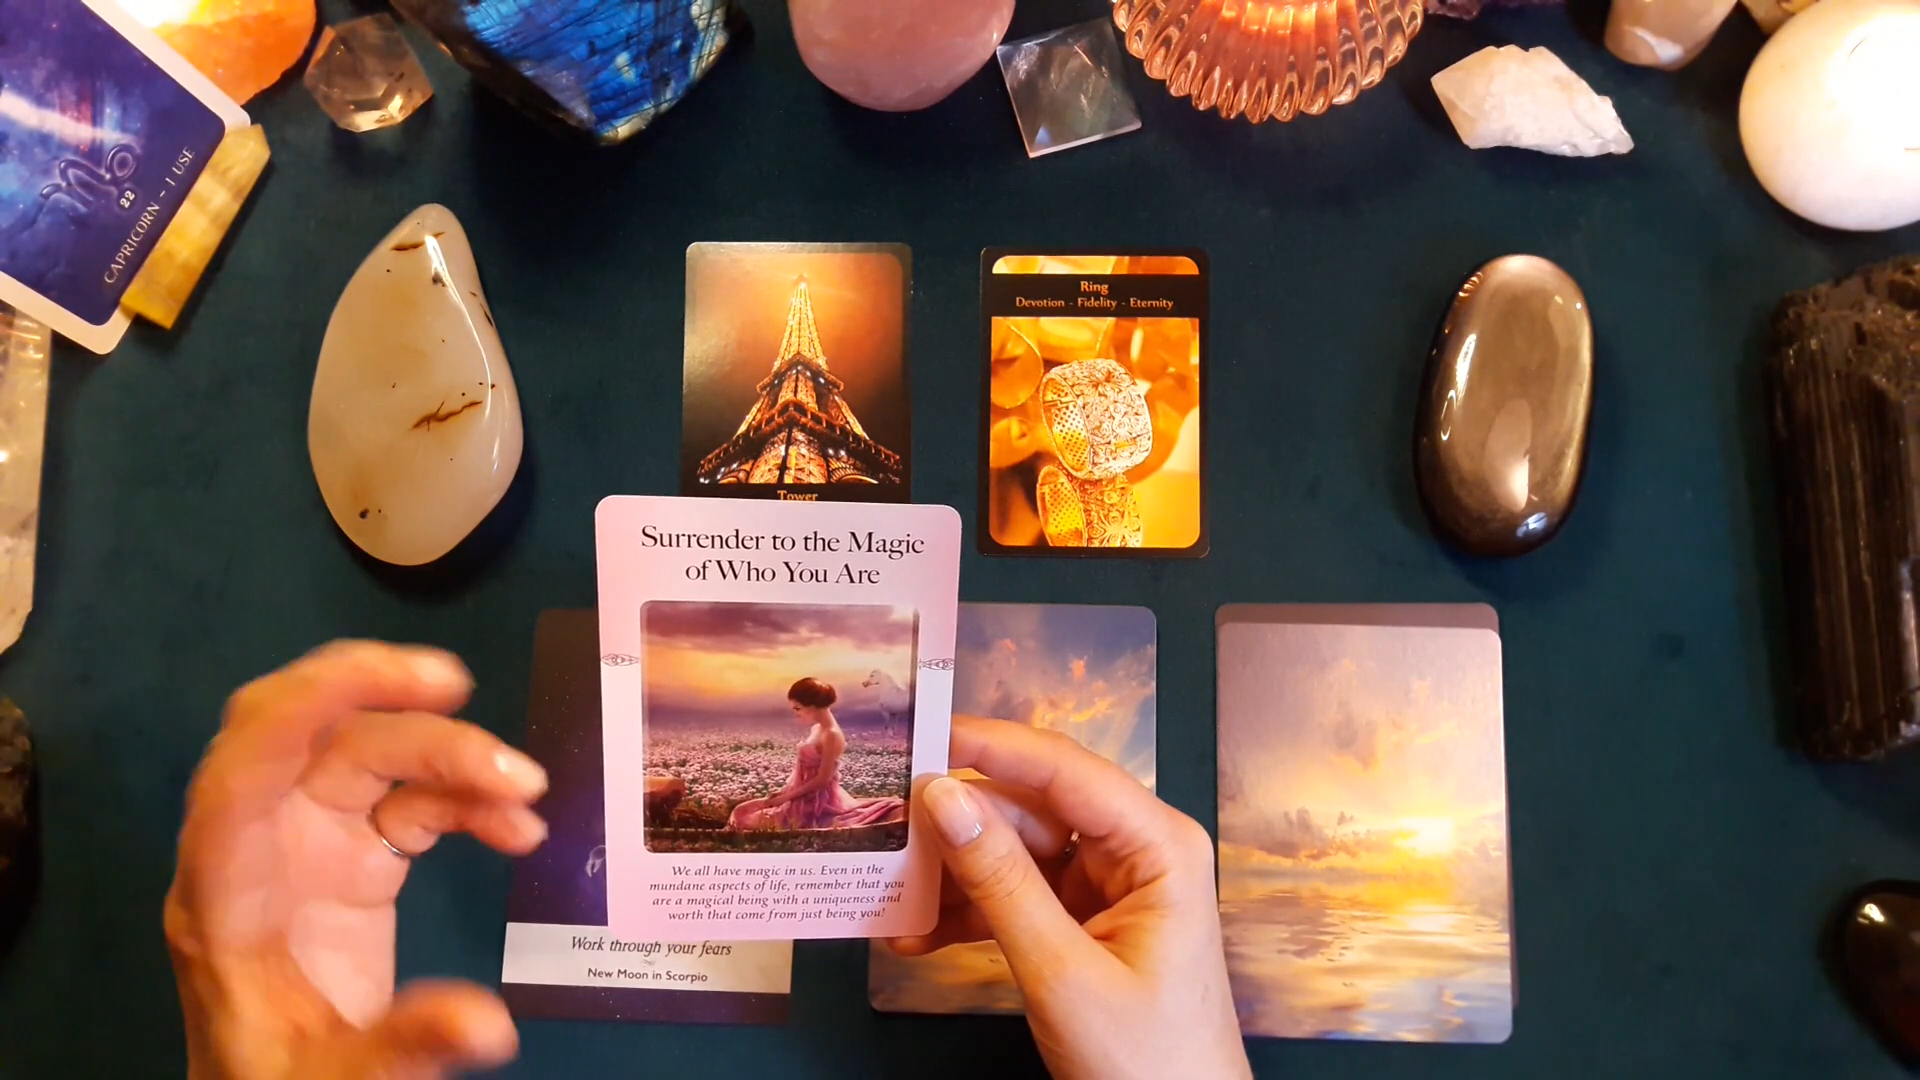 22
CAPRICORN ~ I USE
Tower
Ring
Devotion - Fidelity - Eternity
Surrender to the Magic
of Who You Are
We all have magic in us. Even in the
mundane aspects of life, remember that you
are a magical being with a uniqueness and
worth that come from just being you!
Work through your fears
New Moon in Scorpio